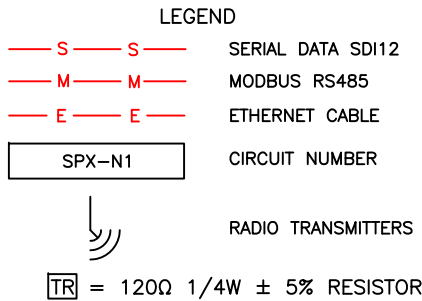 LEGEND
S S SERIAL DATA SDI12
M M MODBUS RS485
E E ETHERNET CABLE
SPX-N1 CIRCUIT NUMBER
RADIO TRANSMITTERS
TR = 120Ω 1/4W ± 5% RESISTOR